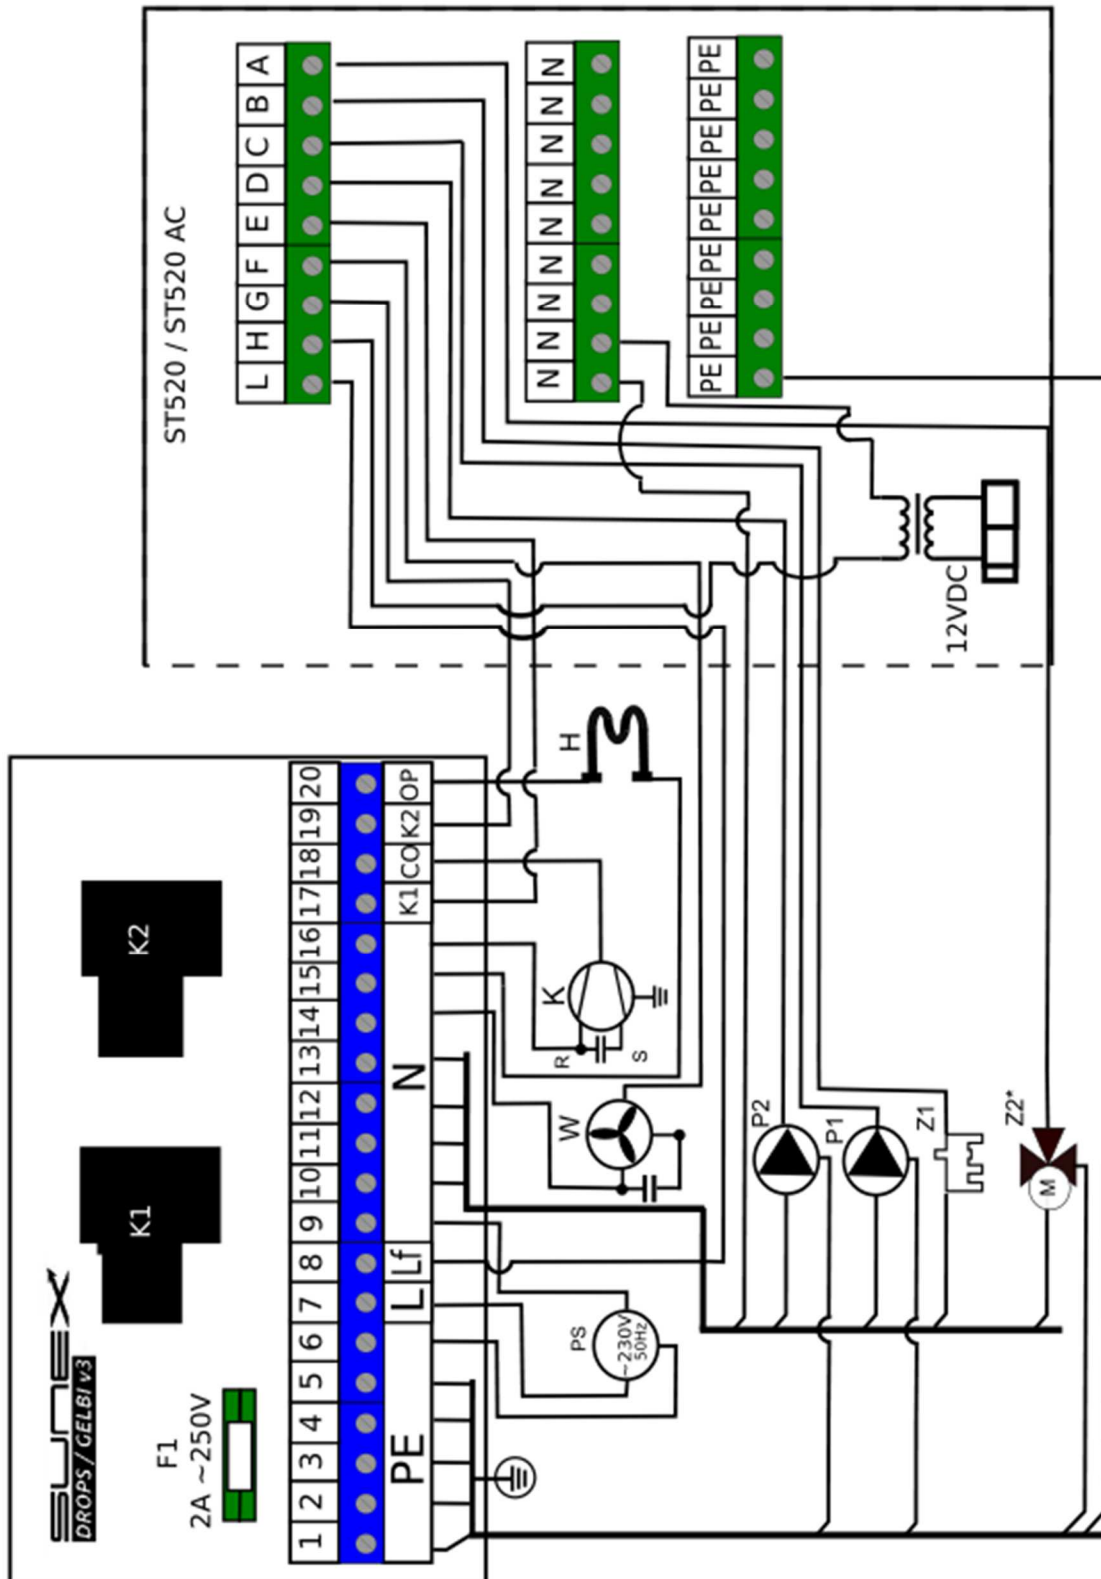 SUNEX
DROPS / GELBI v3
F1
2A ~250V
K1
K2
1 2 3 4 5 6 7 8 9 10 11 12 13 14 15 16 17 18 19 20
PE L Lf N K1 CO K2 OP
ST520 / ST520 AC
L H G F E D C B A
N N N N N N N N N
PE PE PE PE PE PE PE PE PE
12VDC
PS
~230V
50Hz
W
K
R
S
H
P2
P1
Z1
Z2*
M